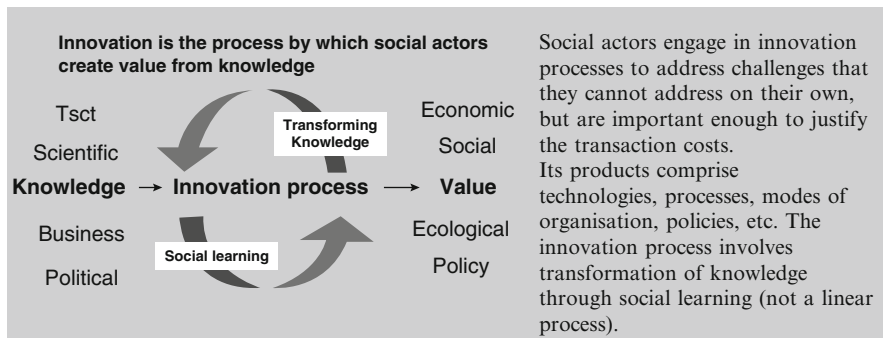 Innovation is the process by which social actors
create value from knowledge
Tsct
Scientific
Knowledge
Business
Political
Innovation process
Transforming
Knowledge
Social learning
Economic
Social
Value
Ecological
Policy
Social actors engage in innovation
processes to address challenges that
they cannot address on their own,
but are important enough to justify
the transaction costs.
Its products comprise
technologies, processes, modes of
organisation, policies, etc. The
innovation process involves
transformation of knowledge
through social learning (not a linear
process).